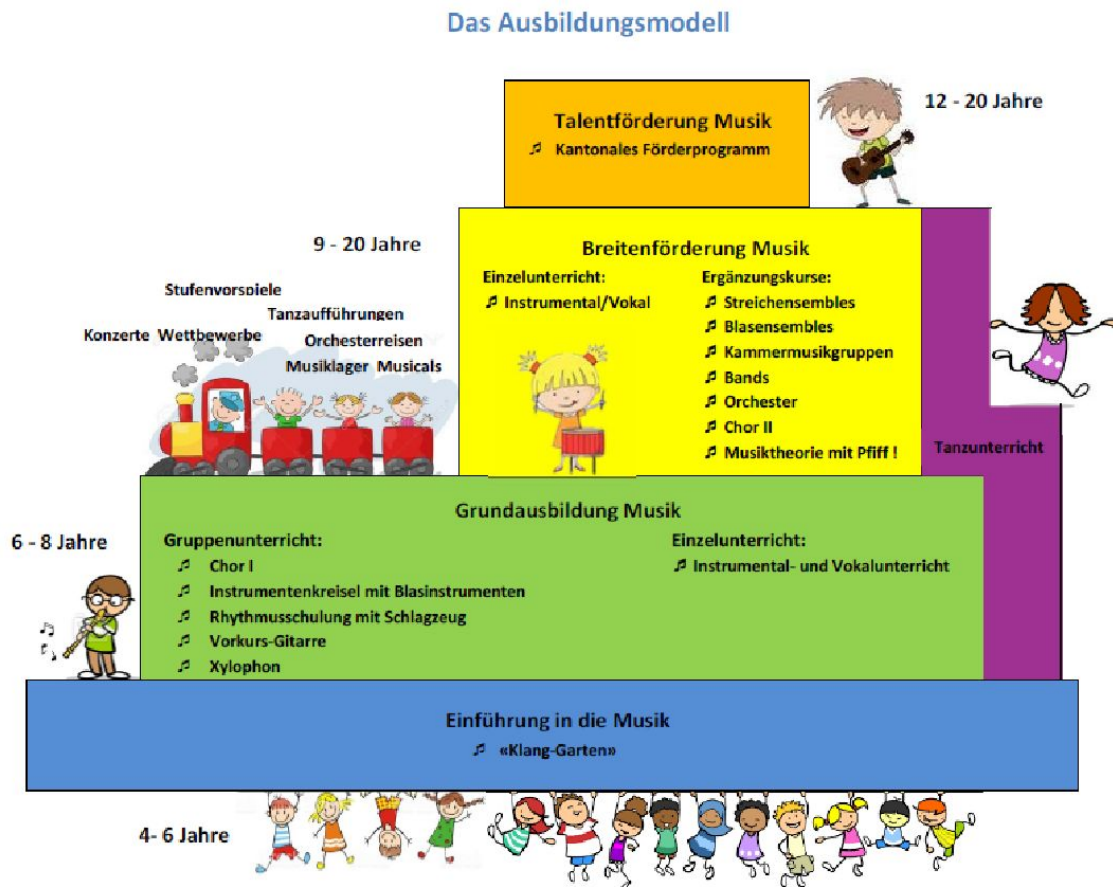 Das Ausbildungsmodell
Talentförderung Musik
♫ Kantonales Förderprogramm
12 - 20 Jahre
9 - 20 Jahre
Stufenvorspiele
Tanzaufführungen
Konzerte Wettbewerbe
Orchesterreisen
Musiklager Musicals
Breitenförderung Musik
Einzelunterricht:
♫ Instrumental/Vokal
Ergänzungskurse:
♫ Streichensembles
♫ Blasensembles
♫ Kammermusikgruppen
♫ Bands
♫ Orchester
♫ Chor II
♫ Musiktheorie mit Pfiff !
Tanzunterricht
Grundausbildung Musik
6 - 8 Jahre
Gruppenunterricht:
♫ Chor I
♫ Instrumentenkreisel mit Blasinstrumenten
♫ Rhythmusschulung mit Schlagzeug
♫ Vorkurs-Gitarre
♫ Xylophon
Einzelunterricht:
♫ Instrumental- und Vokalunterricht
Einführung in die Musik
♫ «Klang-Garten»
4- 6 Jahre